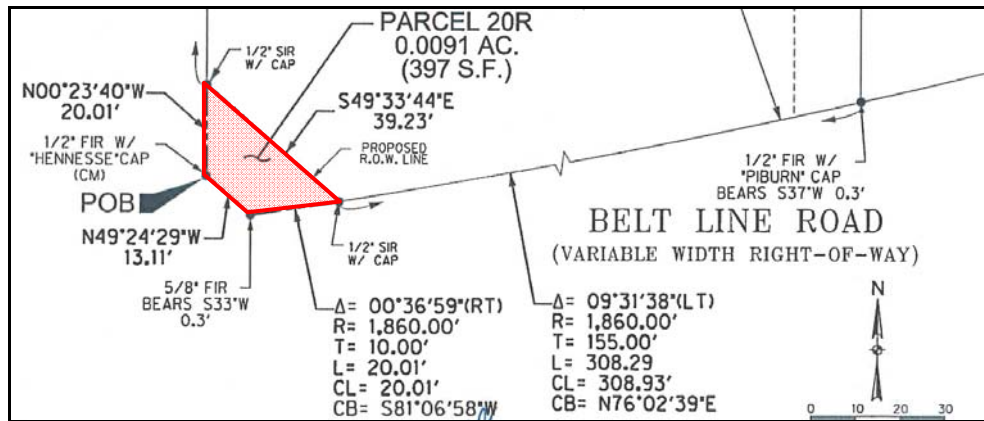 PARCEL 20R
0.0091 AC.
(397 S.F.)
1/2" SIR
W/ CAP
N00°23'40"W
20.01'
S49°33'44"E
39.23'
1/2" FIR W/
"HENNESSE"CAP
(CM)
PROPOSED
R.O.W. LINE
POB
N49°24'29"W
13.11'
1/2" SIR
W/ CAP
5/8" FIR
BEARS S33°W
0.3'
1/2" FIR W/
"PIBURN" CAP
BEARS S37°W 0.3'
BELT LINE ROAD
(VARIABLE WIDTH RIGHT-OF-WAY)
Δ= 00°36'59"(RT)
R= 1,860.00'
T= 10.00'
L= 20.01'
CL= 20.01'
CB= S81°06'58"W
Δ= 09°31'38"(LT)
R= 1,860.00'
T= 155.00'
L= 308.29
CL= 308.93'
CB= N76°02'39"E
N
0 10 20 30